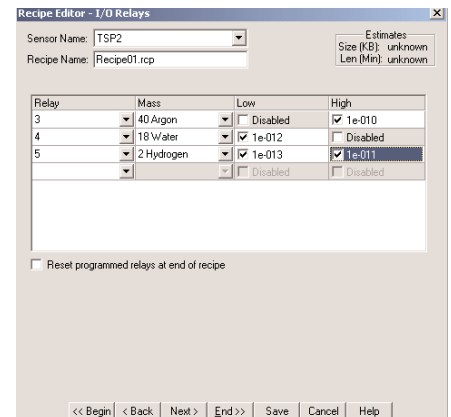 Recipe Editor - I/O Relays
Sensor Name: TSP2
Recipe Name: Recipe01.rcp
Estimates
Size (KB): unknown
Len (Min): unknown
Relay Mass Low High
3 40 Argon Disabled 1e-010
4 18 Water 1e-012 Disabled
5 2 Hydrogen 1e-013 1e-011
Disabled Disabled
Reset programmed relays at end of recipe
<< Begin < Back Next > End >> Save Cancel Help